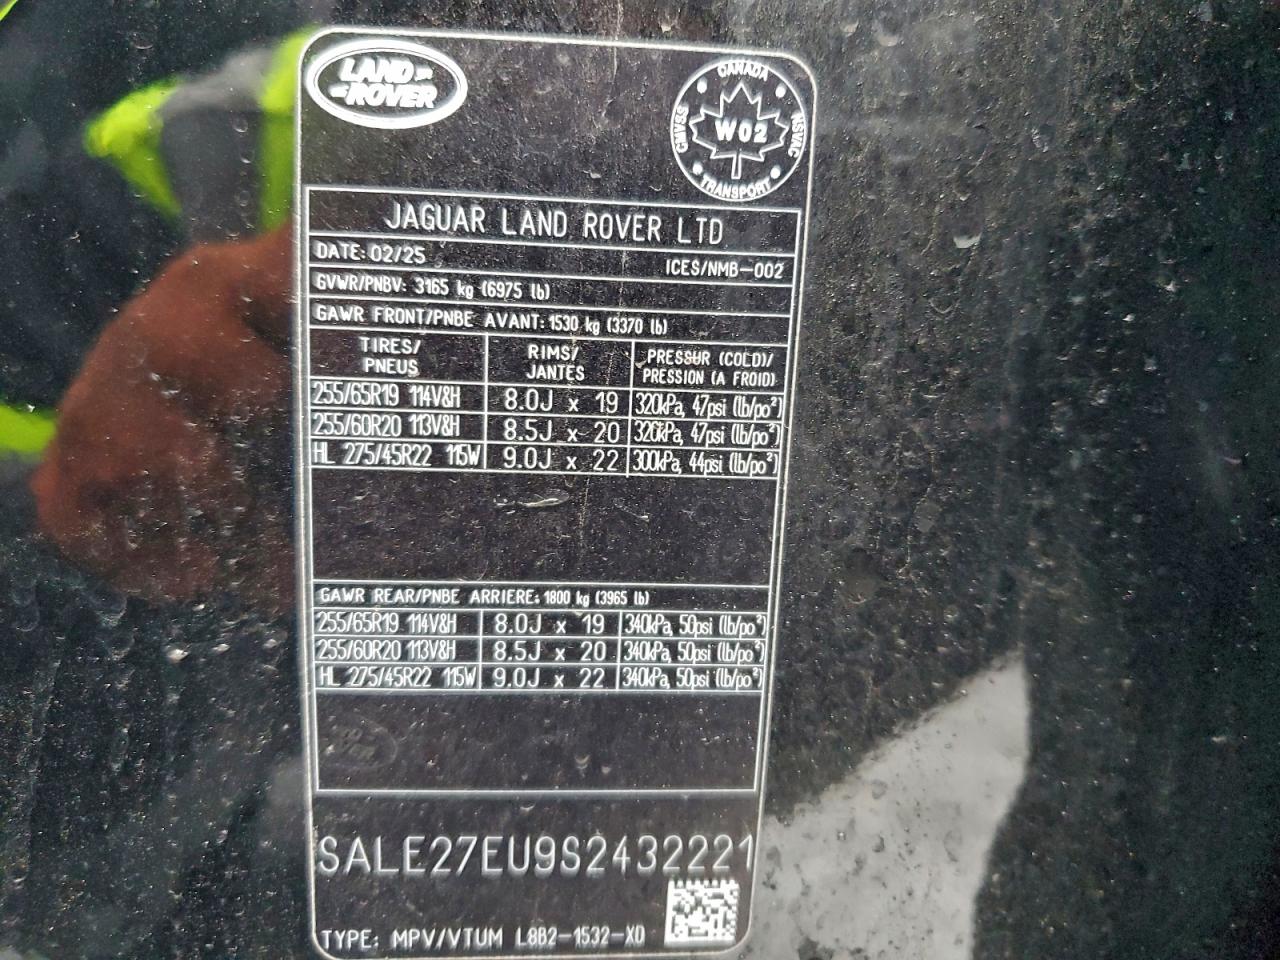 LAND ROVER
CANADA
CMVSS W02 NSVAC
TRANSPORT
JAGUAR LAND ROVER LTD
DATE: 02/25 ICES/NMB-002
GVWR/PNBV: 3165 kg (6975 lb)
GAWR FRONT/PNBE AVANT: 1530 kg (3370 lb)
TIRES/ RIMS/ PRESSUR (COLD)/
PNEUS JANTES PRESSION (A FROID)
255/65R19 114V&H 8.0J x 19 320kPa, 47psi (lb/po²)
255/60R20 113V&H 8.5J x 20 320kPa, 47psi (lb/po²)
HL 275/45R22 115W 9.0J x 22 300kPa, 44psi (lb/po²)
GAWR REAR/PNBE ARRIERE: 1800 kg (3965 lb)
255/65R19 114V&H 8.0J x 19 340kPa, 50psi (lb/po²)
255/60R20 113V&H 8.5J x 20 340kPa, 50psi (lb/po²)
HL 275/45R22 115W 9.0J x 22 340kPa, 50psi (lb/po²)
SALE27EU9S2432221
TYPE: MPV/VTUM L8B2-1532-XD